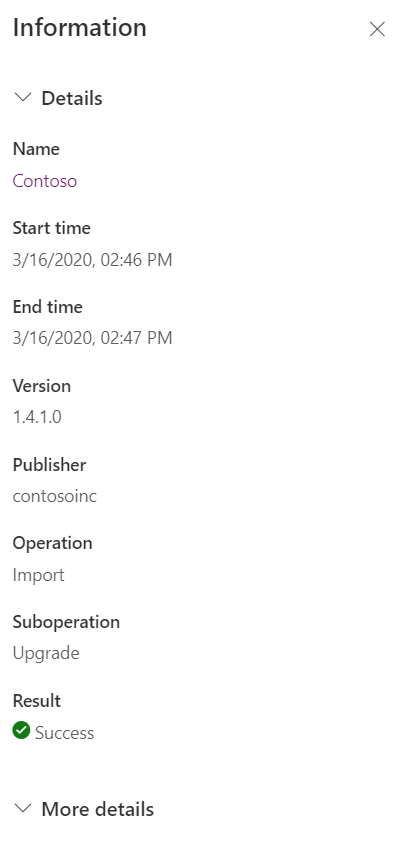 Information
Details
Name
Contoso
Start time
3/16/2020, 02:46 PM
End time
3/16/2020, 02:47 PM
Version
1.4.1.0
Publisher
contosoinc
Operation
Import
Suboperation
Upgrade
Result
Success
More details